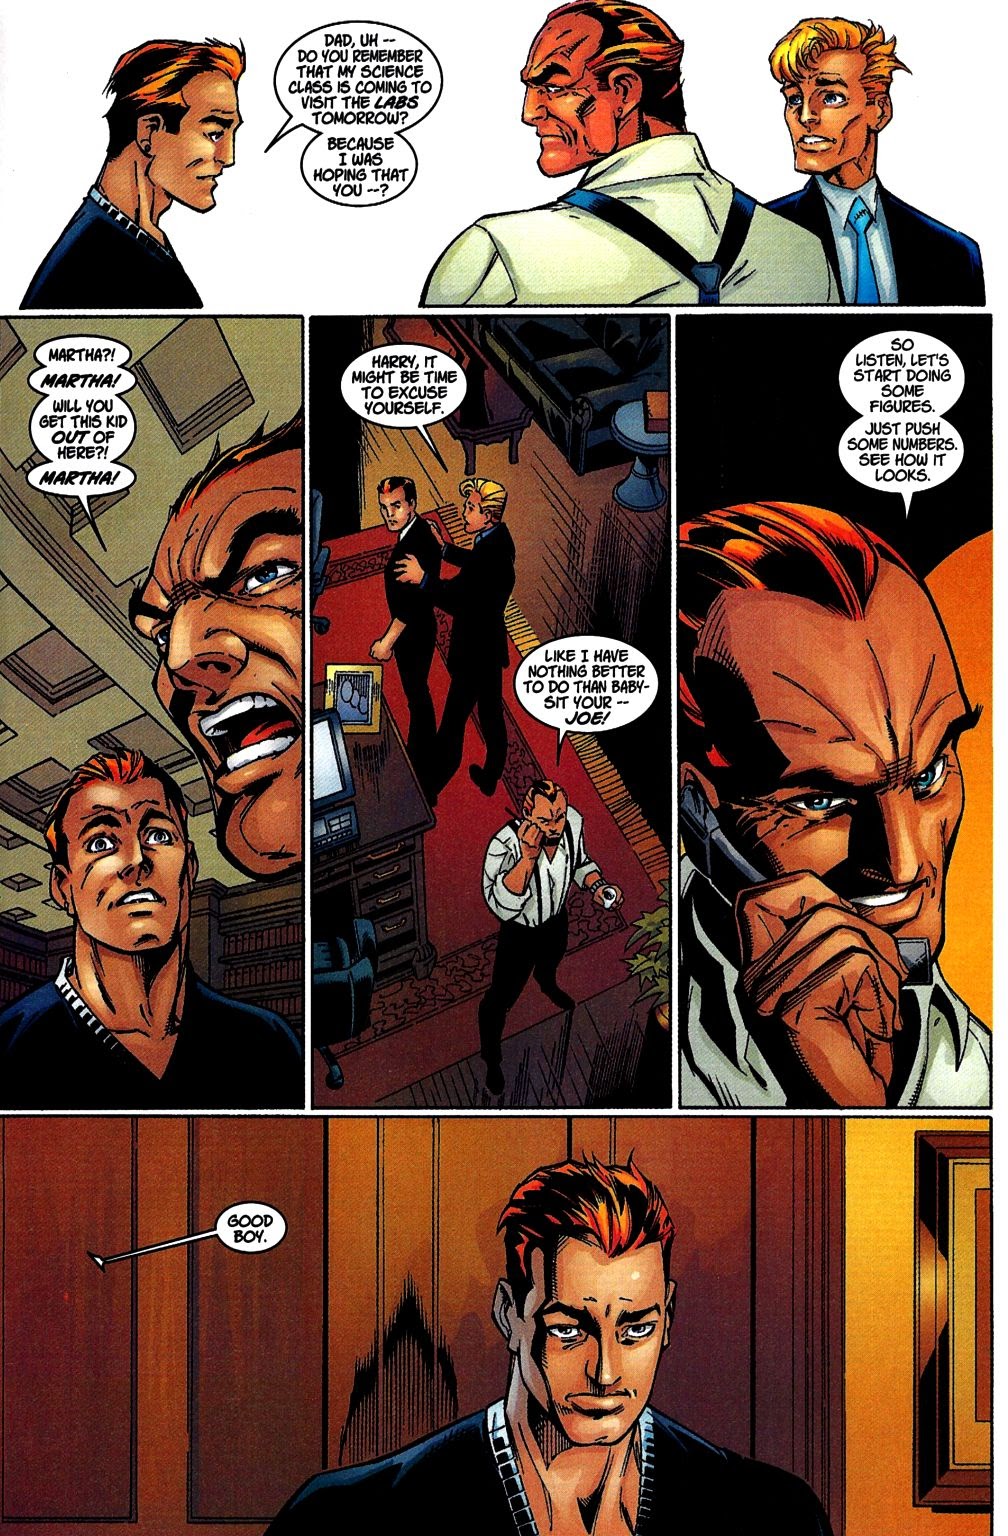 DAD, UH --
DO YOU REMEMBER
THAT MY SCIENCE
CLASS IS COMING TO
VISIT THE LABS
TOMORROW?
BECAUSE
I WAS
HOPING THAT
YOU --?
MARTHA?!
MARTHA!
WILL YOU
GET THIS KID
OUT OF
HERE?!
MARTHA!
HARRY, IT
MIGHT BE TIME
TO EXCUSE
YOURSELF.
LIKE I HAVE
NOTHING BETTER
TO DO THAN BABY-
SIT YOUR --
JOE!
SO
LISTEN, LET'S
START DOING
SOME
FIGURES.
JUST PUSH
SOME NUMBERS.
SEE HOW IT
LOOKS.
GOOD
BOY.